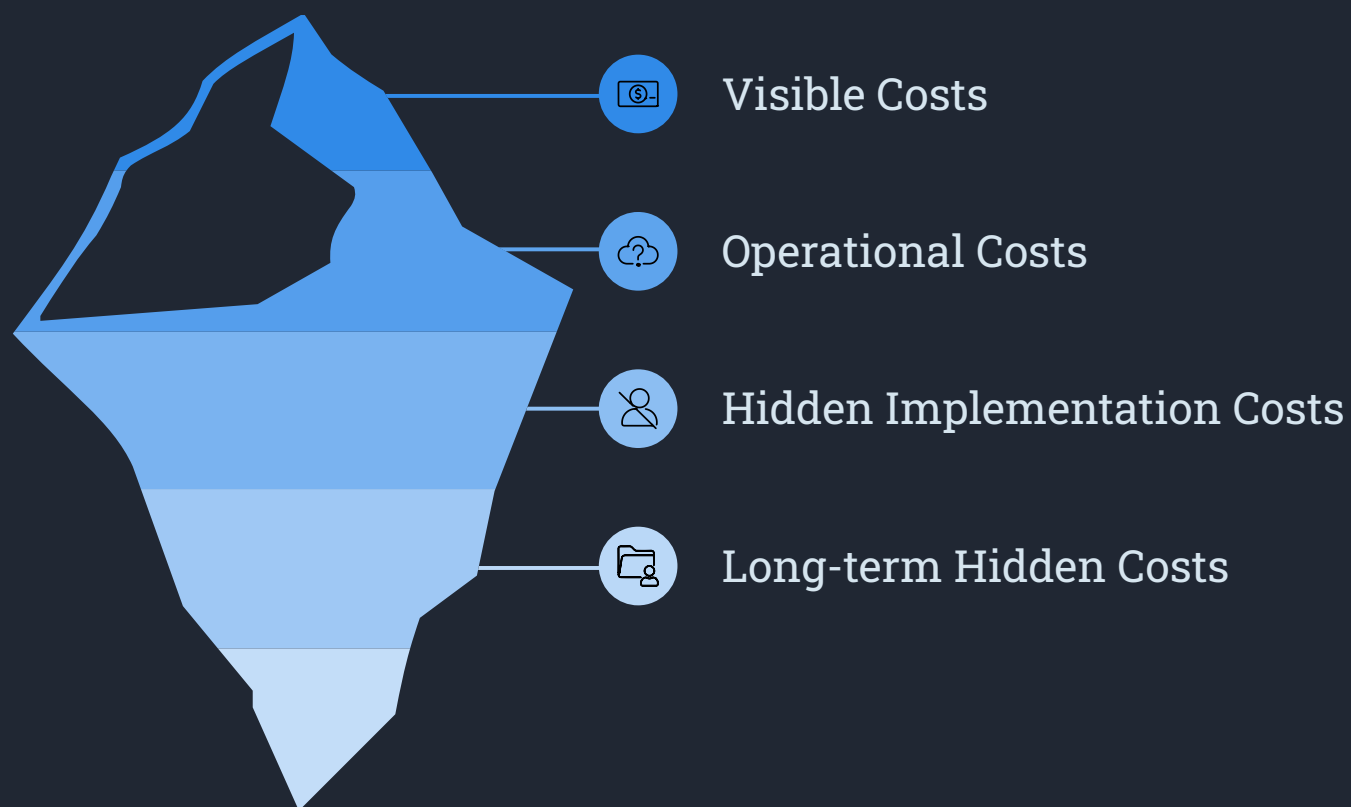 Visible Costs
Operational Costs
Hidden Implementation Costs
Long-term Hidden Costs